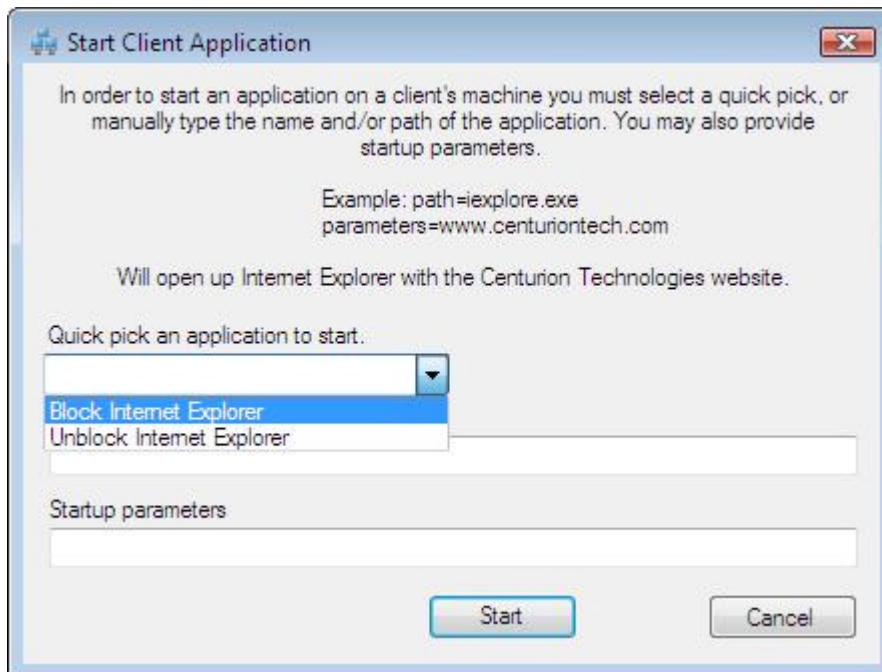 Start Client Application
In order to start an application on a client's machine you must select a quick pick, or
manually type the name and/or path of the application. You may also provide
startup parameters.
Example: path=iexplore.exe
parameters=www.centuriontech.com
Will open up Internet Explorer with the Centurion Technologies website.
Quick pick an application to start.
Block Internet Explorer
Unblock Internet Explorer
Startup parameters
Start
Cancel